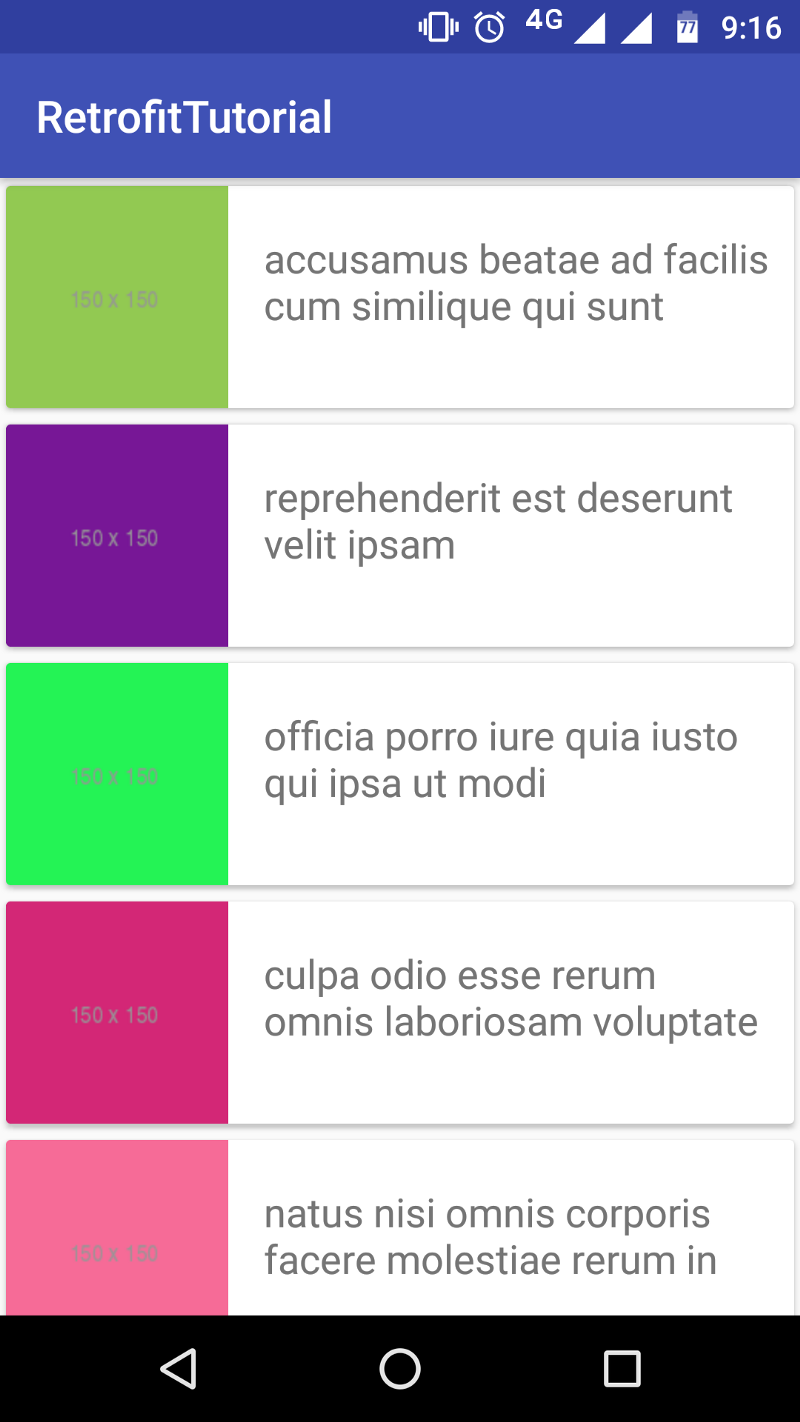 4G 77 9:16
RetrofitTutorial
150 x 150
accusamus beatae ad facilis
cum similique qui sunt
150 x 150
reprehenderit est deserunt
velit ipsam
150 x 150
officia porro iure quia iusto
qui ipsa ut modi
150 x 150
culpa odio esse rerum
omnis laboriosam voluptate
150 x 150
natus nisi omnis corporis
facere molestiae rerum in